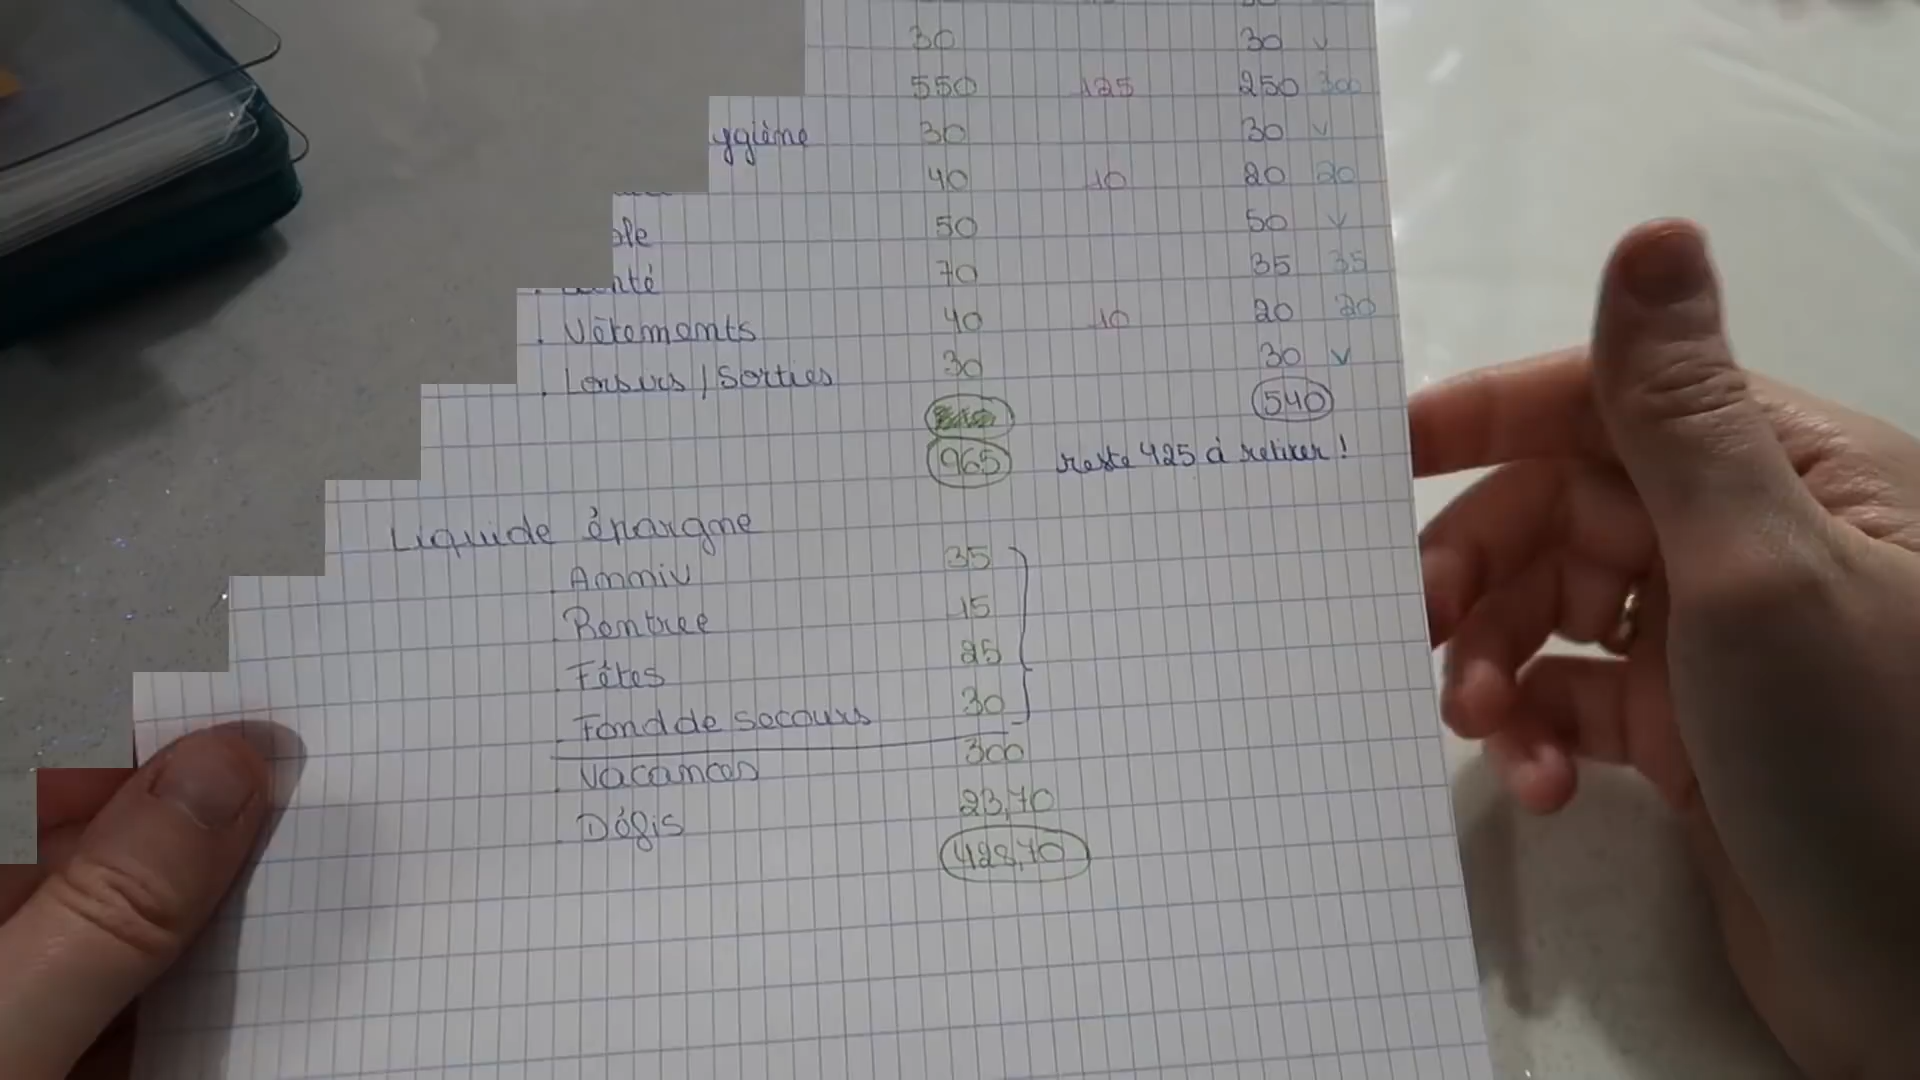 30 30 v
550 125 250 300
ygiène 30 30 v
40 10 20 20
ole 50 50 v
nté 70 35 35
. Vêtements 40 10 20 20
. Loisirs / Sorties 30 30 v
540
965 reste 425 à retirer !
Liquide épargne
Anniv 35
Rentree 15
Fêtes 25
Fond de secours 30
Vacances 300
Défis 23,70
428,70